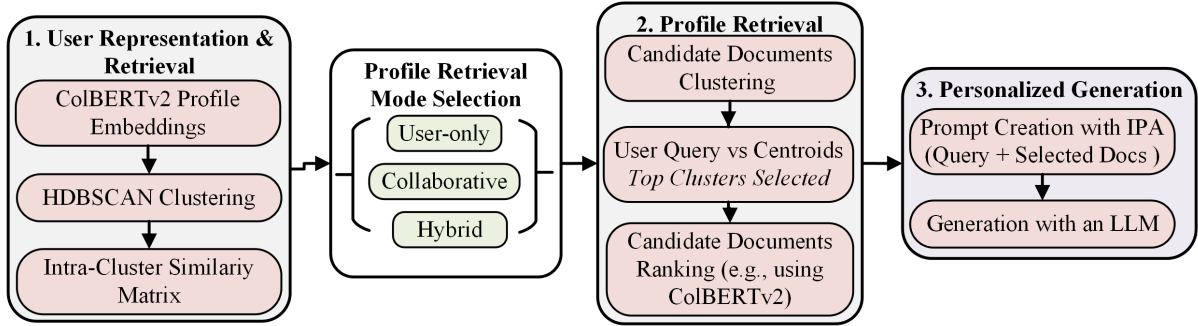 1. User Representation &
Retrieval
ColBERTv2 Profile
Embeddings
HDBSCAN Clustering
Intra-Cluster Similariy
Matrix
Profile Retrieval
Mode Selection
User-only
Collaborative
Hybrid
2. Profile Retrieval
Candidate Documents
Clustering
User Query vs Centroids
Top Clusters Selected
Candidate Documents
Ranking (e.g., using
ColBERTv2)
3. Personalized Generation
Prompt Creation with IPA
(Query + Selected Docs )
Generation with an LLM